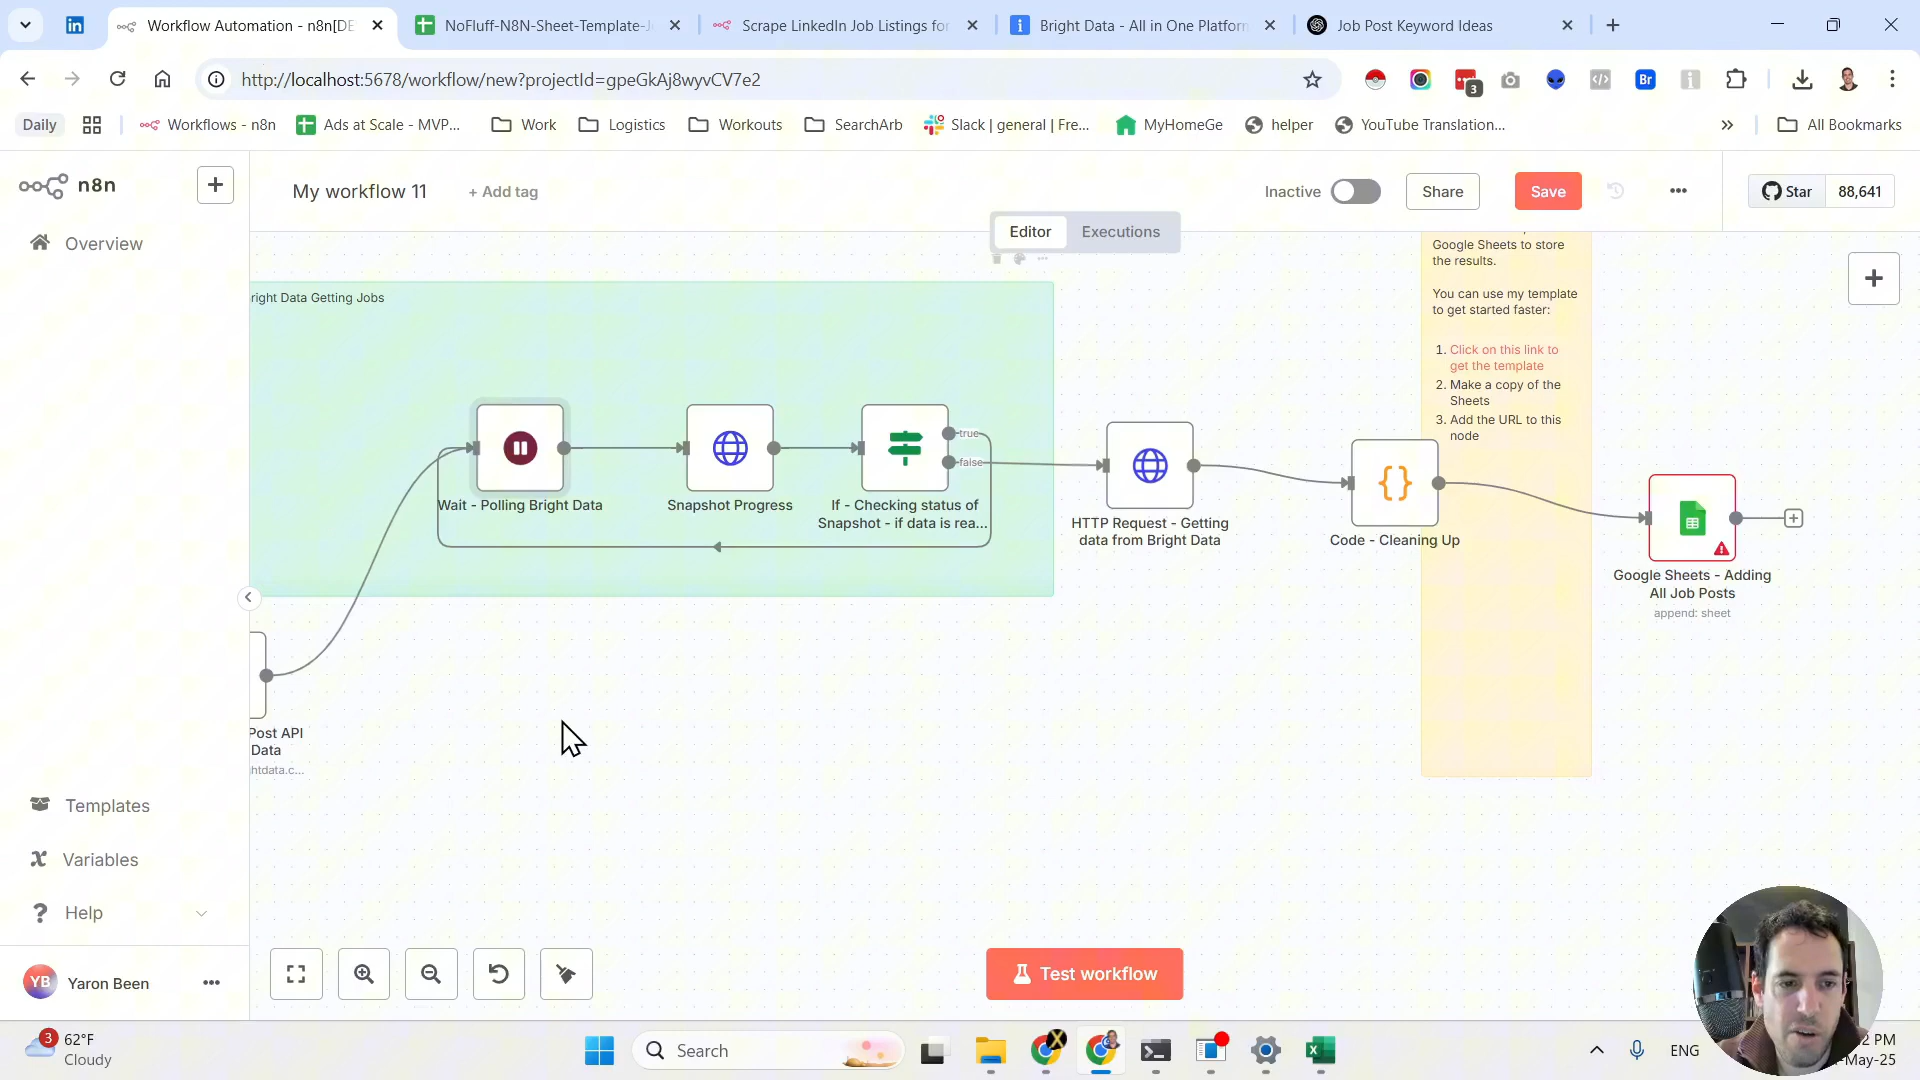 Workflow Automation - n8n[DE
NoFluff-N8N-Sheet-Template-J
Scrape LinkedIn Job Listings for
Bright Data - All in One Platform
Job Post Keyword Ideas
http://localhost:5678/workflow/new?projectId=gpeGkAj8wyvCV7e2
3
Br
Daily
Workflows - n8n
Ads at Scale - MVP...
Work
Logistics
Workouts
SearchArb
Slack | general | Fre...
MyHomeGe
helper
YouTube Translation...
All Bookmarks
n8n
My workflow 11
+ Add tag
Inactive
Share
Save
Star
88,641
Editor
Executions
Overview
Google Sheets to store
the results.
You can use my template
to get started faster:
1. Click on this link to
get the template
2. Make a copy of the
Sheets
3. Add the URL to this
node
right Data Getting Jobs
true
false
Wait - Polling Bright Data
Snapshot Progress
If - Checking status of
Snapshot - if data is rea...
HTTP Request - Getting
data from Bright Data
Code - Cleaning Up
Google Sheets - Adding
All Job Posts
append: sheet
Post API
Data
htdata.c...
Templates
Variables
Help
YB
Yaron Been
Test workflow
3
62°F
Cloudy
Search
ENG
2 PM
-May-25